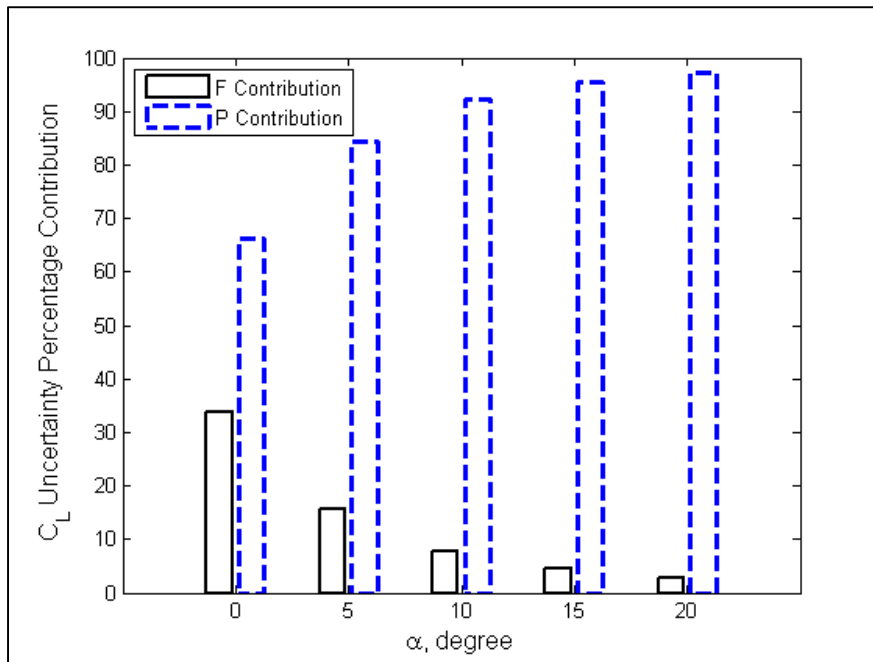 100
90
80
70
60
50
40
30
20
10
0
C_L Uncertainty Percentage Contribution
F Contribution
P Contribution
0 5 10 15 20
α, degree